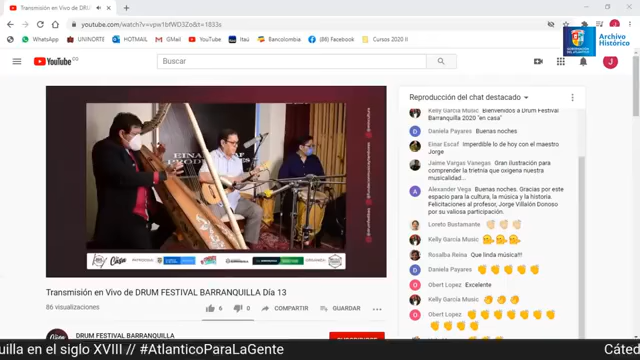 Transmisión en Vivo de DRUM
youtube.com/watch?v=vpw1bfWD3Zo&t=1833s
WhatsApp UNINORTE HOTMAIL GMail YouTube Itaú Bancolombia (86) Facebook Cursos 2020 II
Archivo
Histórico
YouTube CO
Buscar
Reproducción del chat destacado
Kelly García Music Bienvenidos a Drum Festival
Barranquilla 2020 "en casa"
Daniela Payares Buenas noches
Einar Escaf Imperdible lo de hoy con el maestro
Jorge
Jaime Vargas Vanegas Gran ilustración para
comprender la trietnia que oxigena nuestra
musicalidad...
Alexander Vega Buenas noches. Gracias por este
espacio para la cultura, la música y la historia.
Felicitaciones al profesor, Jorge Villalón Donoso
por su valiosa participación.
Loreto Bustamante
Kelly García Music
Rosalba Reina Que linda música!!!
Daniela Payares
Obert Lopez Excelente
Kelly García Music
Obert Lopez
Transmisión en Vivo de DRUM FESTIVAL BARRANQUILLA Día 13
86 visualizaciones
6 0 COMPARTIR GUARDAR
DRUM FESTIVAL BARRANQUILLA
uilla en el siglo XVIII // #AtlanticoParaLaGente
Cáted